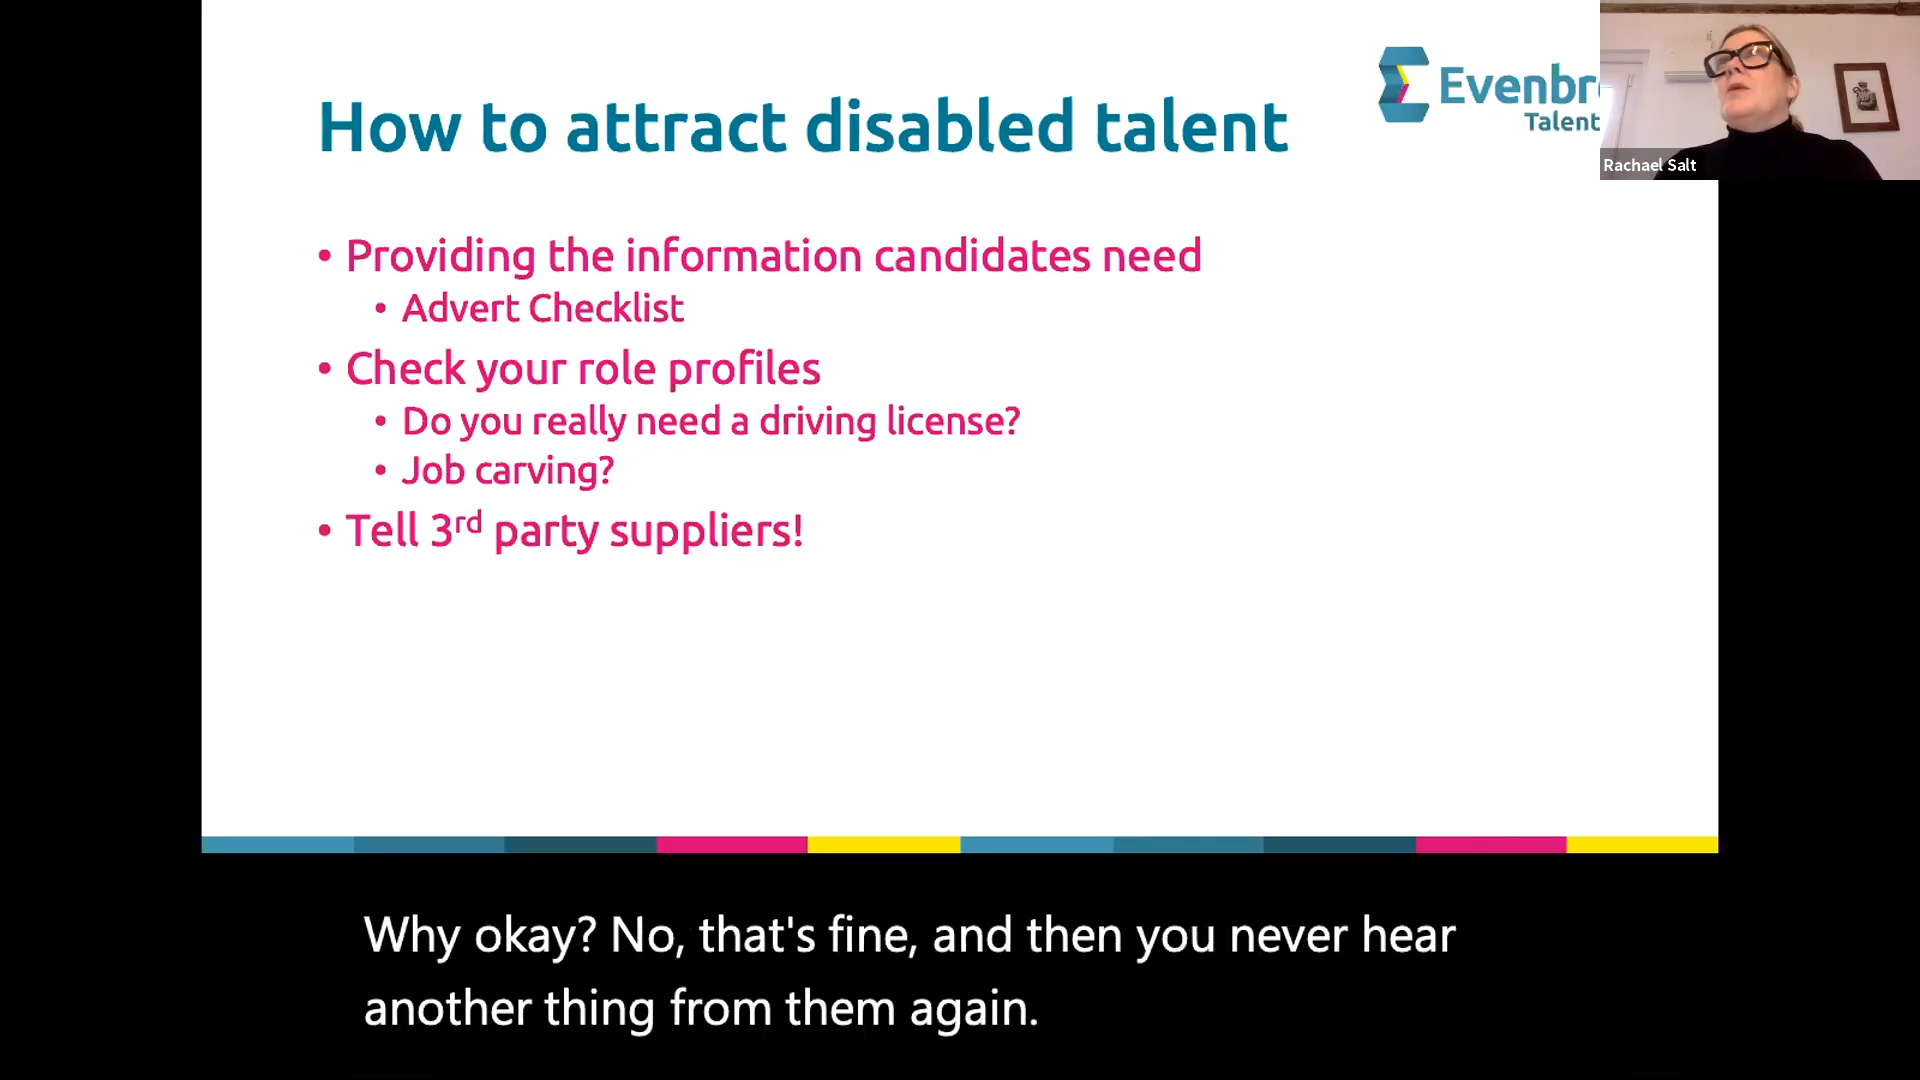 How to attract disabled talent
Evenbr
Talent
Rachael Salt
• Providing the information candidates need
• Advert Checklist
• Check your role profiles
• Do you really need a driving license?
• Job carving?
• Tell 3rd party suppliers!
Why okay? No, that's fine, and then you never hear
another thing from them again.